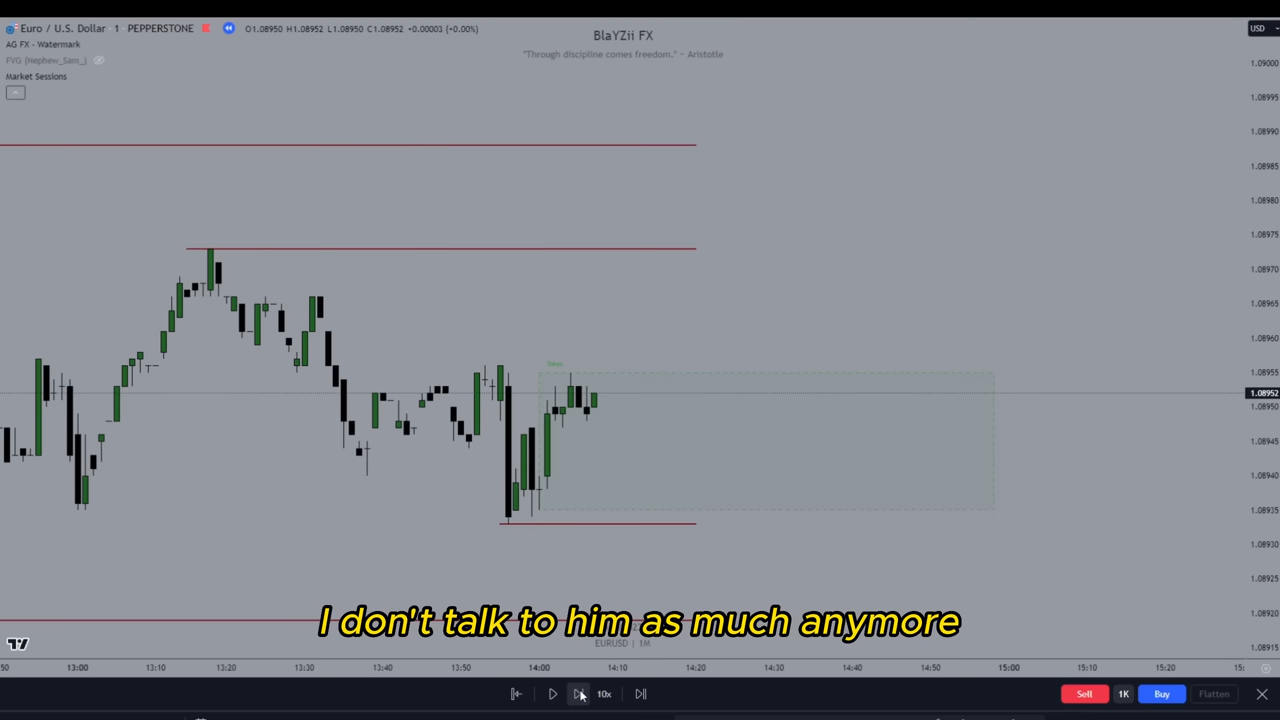 Euro / U.S. Dollar · 1 · PEPPERSTONE O1.08950 H1.08952 L1.08950 C1.08952 +0.00003 (+0.00%)
AG FX - Watermark
FVG (Nephew_Sam_)
Market Sessions
BlaYZii FX
"Through discipline comes freedom." - Aristotle
USD
1.09000
1.08995
1.08990
1.08985
1.08980
1.08975
1.08970
1.08965
1.08960
1.08955
1.08952
1.08950
1.08945
1.08940
1.08935
1.08930
1.08925
1.08920
1.08915
Tokyo
I don't talk to him as much anymore
EURUSD | 1M
:50 13:00 13:10 13:20 13:30 13:40 13:50 14:00 14:10 14:20 14:30 14:40 14:50 15:00 15:10 15:20 15:
10x
Sell 1K Buy Flatten